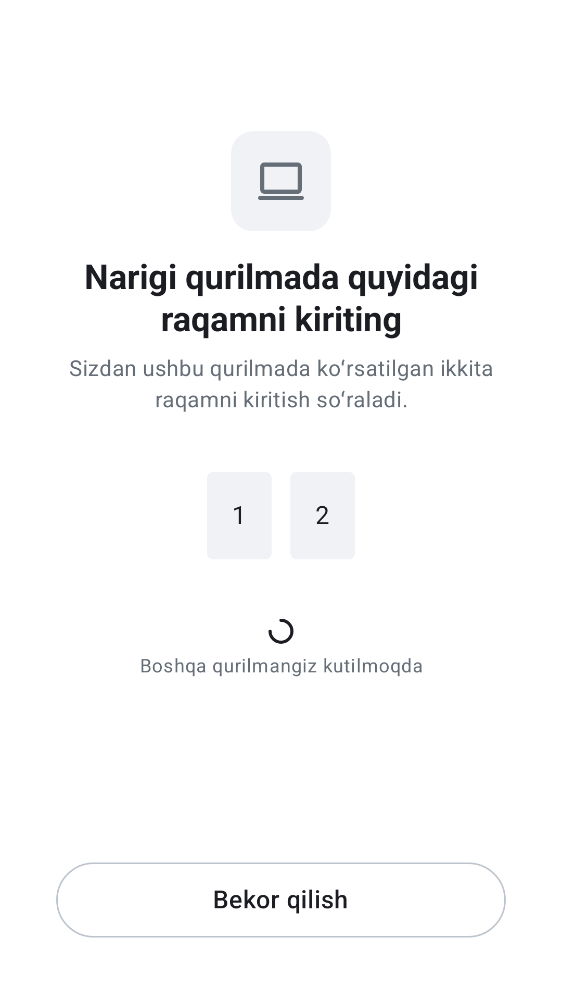 Narigi qurilmada quyidagi
raqamni kiriting
Sizdan ushbu qurilmada koʻrsatilgan ikkita
raqamni kiritish soʻraladi.
1 2
Boshqa qurilmangiz kutilmoqda
Bekor qilish